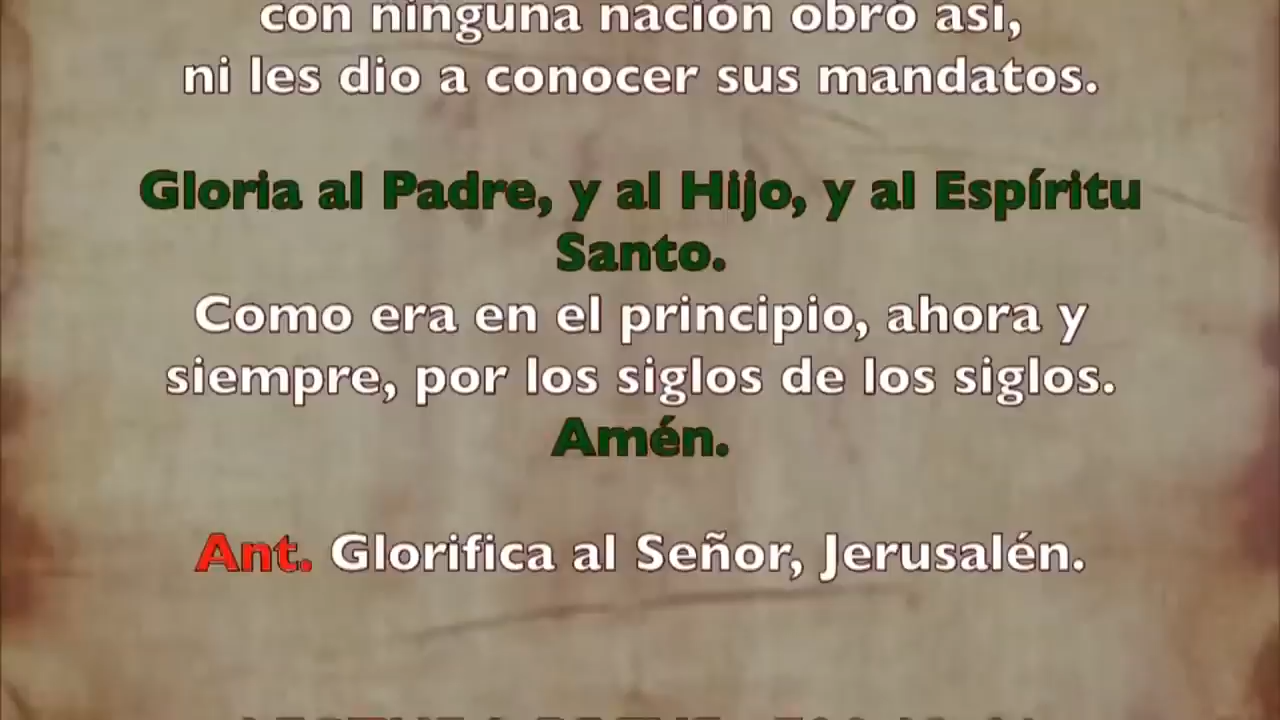 con ninguna nación obró así,
ni les dio a conocer sus mandatos.
Gloria al Padre, y al Hijo, y al Espíritu
Santo.
Como era en el principio, ahora y
siempre, por los siglos de los siglos.
Amén.
Ant. Glorifica al Señor, Jerusalén.